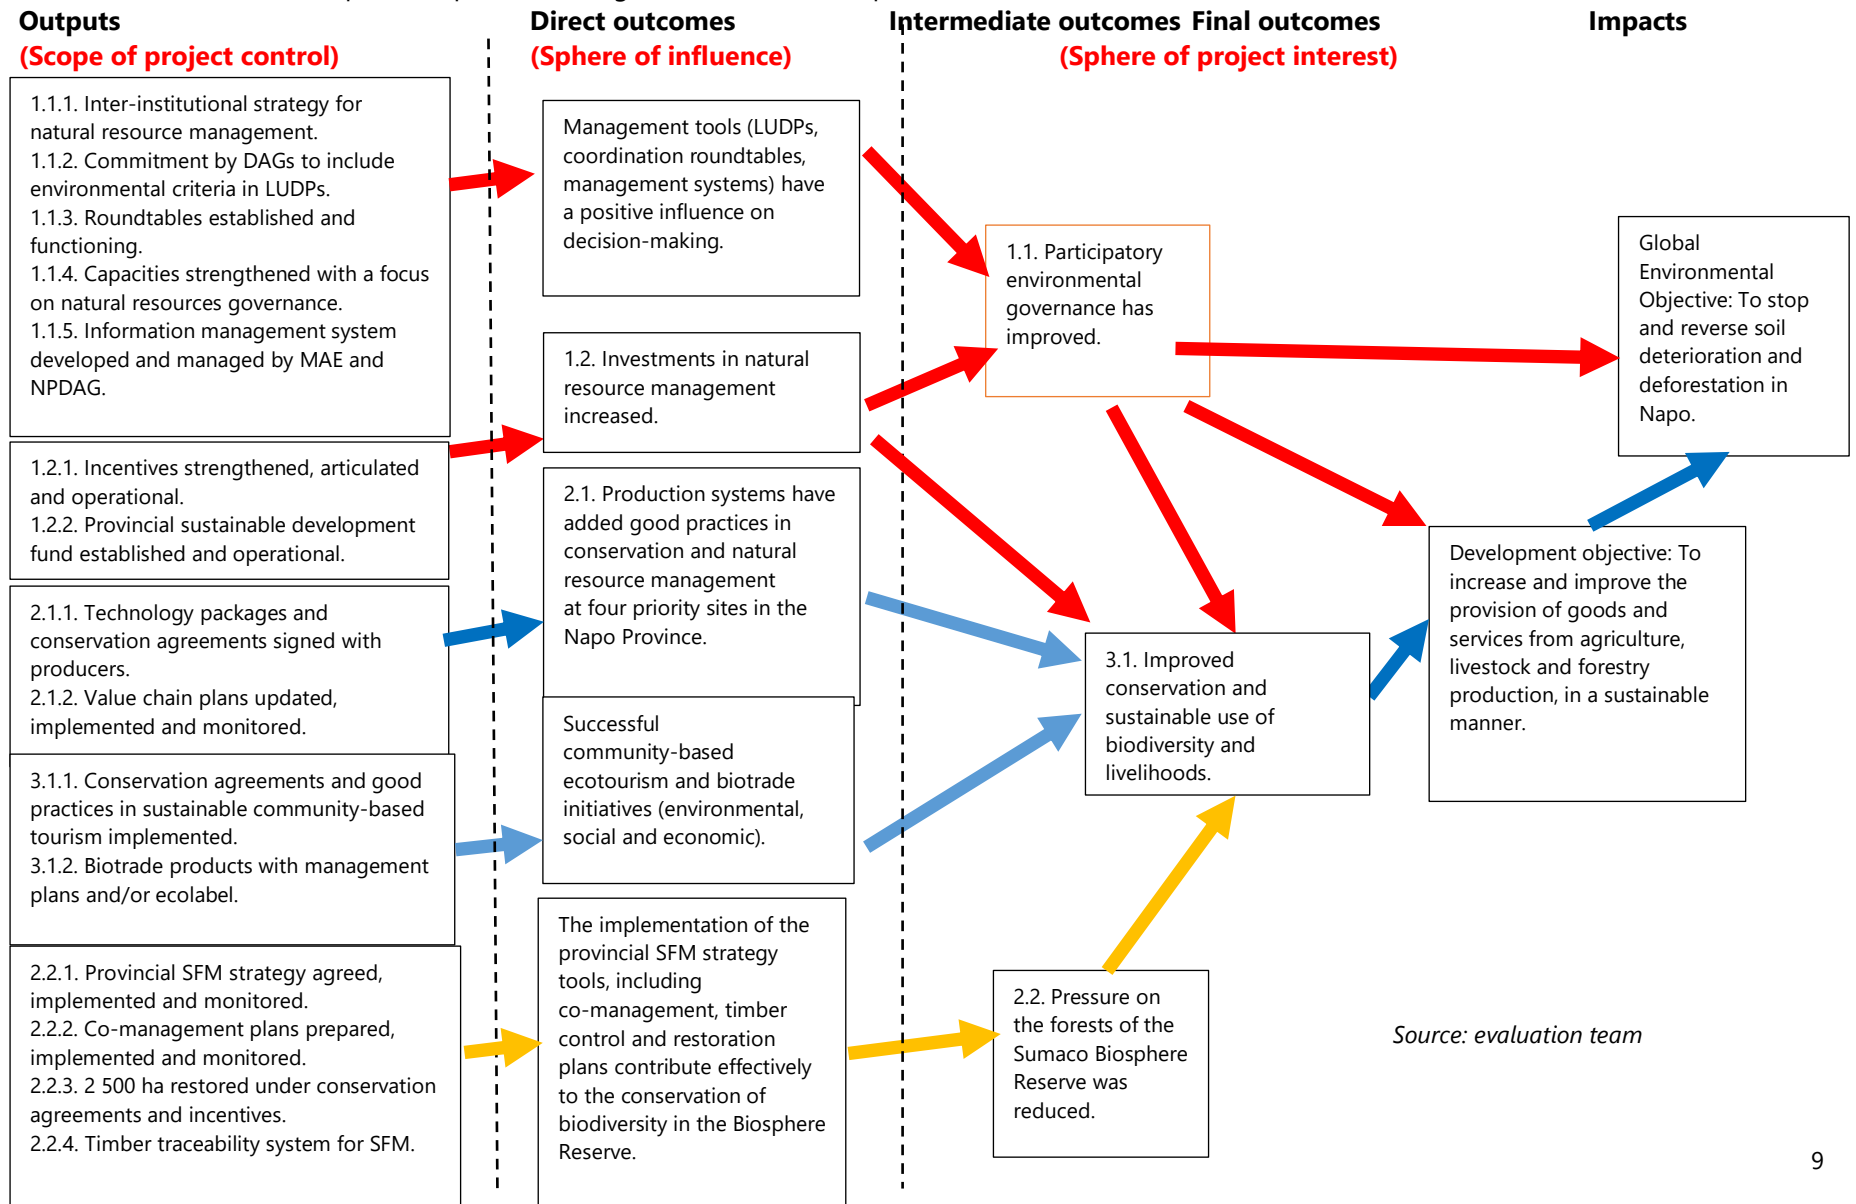 Outputs
(Scope of project control)
Direct outcomes
(Sphere of influence)
Intermediate outcomes Final outcomes
(Sphere of project interest)
Impacts
1.1.1. Inter-institutional strategy for
natural resource management.
1.1.2. Commitment by DAGs to include
environmental criteria in LUDPs.
1.1.3. Roundtables established and
functioning.
1.1.4. Capacities strengthened with a focus
on natural resources governance.
1.1.5. Information management system
developed and managed by MAE and
NPDAG.
1.2.1. Incentives strengthened, articulated
and operational.
1.2.2. Provincial sustainable development
fund established and operational.
2.1.1. Technology packages and
conservation agreements signed with
producers.
2.1.2. Value chain plans updated,
implemented and monitored.
3.1.1. Conservation agreements and good
practices in sustainable community-based
tourism implemented.
3.1.2. Biotrade products with management
plans and/or ecolabel.
2.2.1. Provincial SFM strategy agreed,
implemented and monitored.
2.2.2. Co-management plans prepared,
implemented and monitored.
2.2.3. 2 500 ha restored under conservation
agreements and incentives.
2.2.4. Timber traceability system for SFM.
Management tools (LUDPs,
coordination roundtables,
management systems) have
a positive influence on
decision-making.
1.2. Investments in natural
resource management
increased.
2.1. Production systems have
added good practices in
conservation and natural
resource management
at four priority sites in the
Napo Province.
Successful
community-based
ecotourism and biotrade
initiatives (environmental,
social and economic).
The implementation of the
provincial SFM strategy
tools, including
co-management, timber
control and restoration
plans contribute effectively
to the conservation of
biodiversity in the Biosphere
Reserve.
1.1. Participatory
environmental
governance has
improved.
3.1. Improved
conservation and
sustainable use of
biodiversity and
livelihoods.
2.2. Pressure on
the forests of the
Sumaco Biosphere
Reserve was
reduced.
Global
Environmental
Objective: To stop
and reverse soil
deterioration and
deforestation in
Napo.
Development objective: To
increase and improve the
provision of goods and
services from agriculture,
livestock and forestry
production, in a sustainable
manner.
Source: evaluation team
9